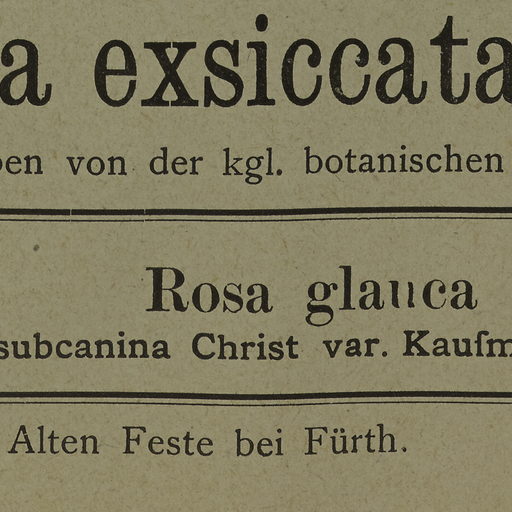 a exsiccata
ben von der kgl. botanischen
Rosa glauca
subcanina Christ var. Kaufm
Alten Feste bei Fürth.